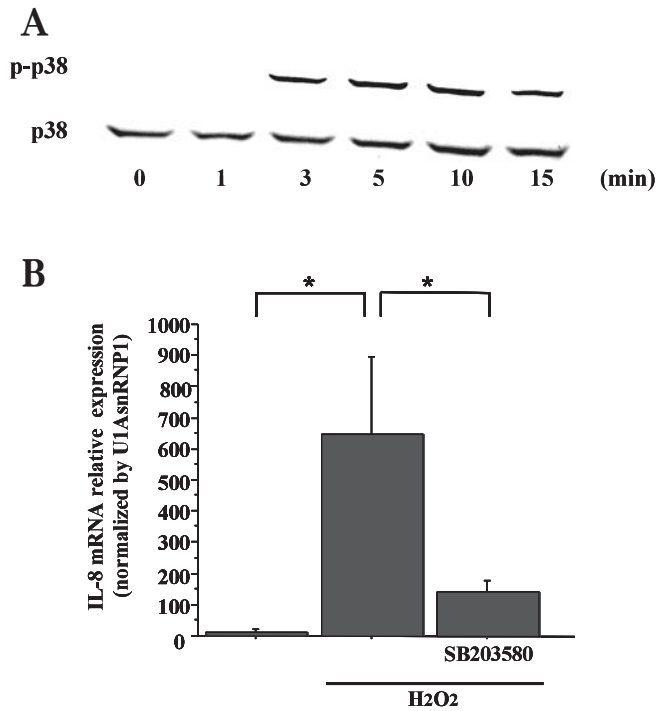 A
p-p38
p38
0 1 3 5 10 15 (min)
B
* *
IL-8 mRNA relative expression
(normalized by U1AsnRNP1)
1000
900
800
700
600
500
400
300
200
100
0
SB203580
H2O2